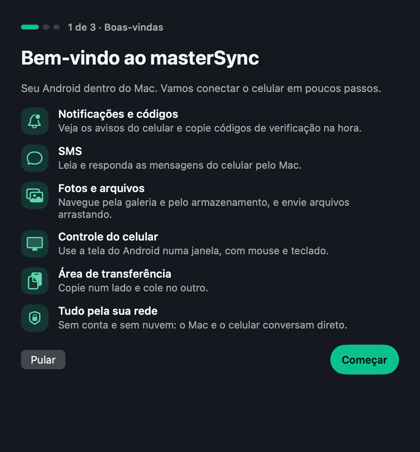 1 de 3 · Boas-vindas
Bem-vindo ao masterSync
Seu Android dentro do Mac. Vamos conectar o celular em poucos passos.
Notificações e códigos
Veja os avisos do celular e copie códigos de verificação na hora.
SMS
Leia e responda as mensagens do celular pelo Mac.
Fotos e arquivos
Navegue pela galeria e pelo armazenamento, e envie arquivos
arrastando.
Controle do celular
Use a tela do Android numa janela, com mouse e teclado.
Área de transferência
Copie num lado e cole no outro.
Tudo pela sua rede
Sem conta e sem nuvem: o Mac e o celular conversam direto.
Pular
Começar